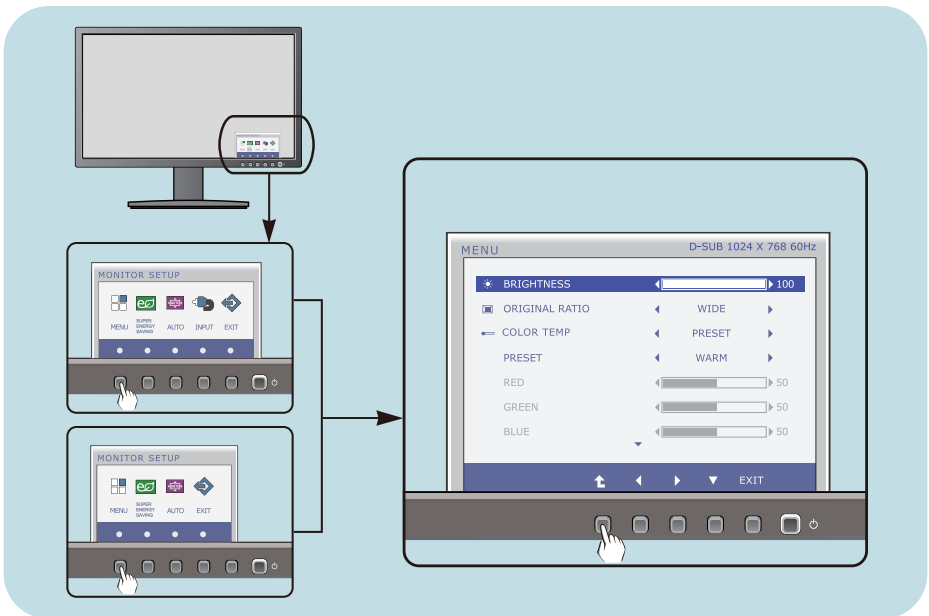 MONITOR SETUP
MENU
SUPER
ENERGY
SAVING
AUTO
INPUT
EXIT
MONITOR SETUP
MENU
SUPER
ENERGY
SAVING
AUTO
EXIT
MENU D-SUB 1024 X 768 60Hz
BRIGHTNESS 100
ORIGINAL RATIO WIDE
COLOR TEMP PRESET
PRESET WARM
RED 50
GREEN 50
BLUE 50
EXIT